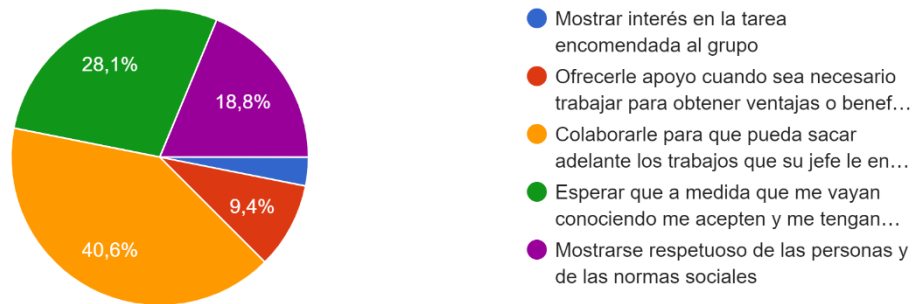 28,1%
18,8%
9,4%
40,6%
Mostrar interés en la tarea
encomendada al grupo
Ofrecerle apoyo cuando sea necesario
trabajar para obtener ventajas o benef…
Colaborarle para que pueda sacar
adelante los trabajos que su jefe le en…
Esperar que a medida que me vayan
conociendo me acepten y me tengan…
Mostrarse respetuoso de las personas y
de las normas sociales